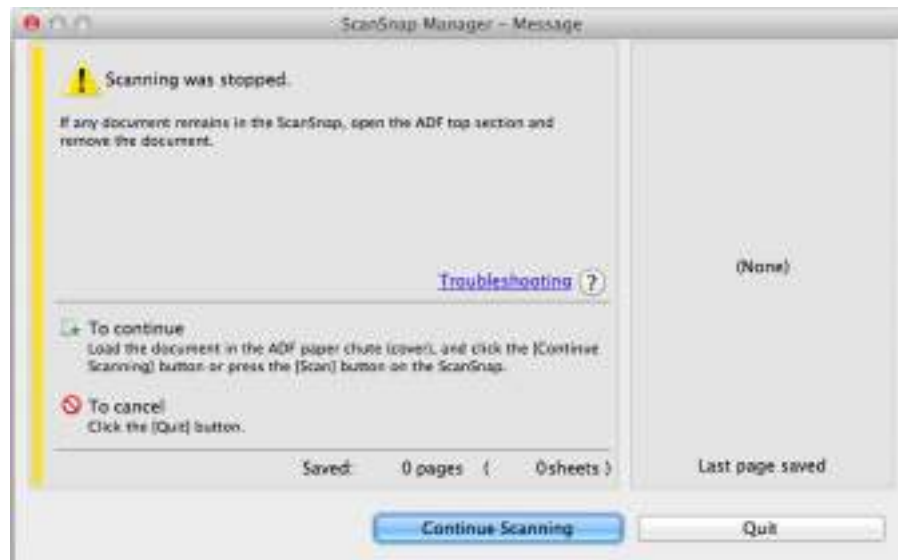 ScanSnap Manager – Message
Scanning was stopped.
If any document remains in the ScanSnap, open the ADF top section and
remove the document.
(None)
Troubleshooting ?
To continue
Load the document in the ADF paper chute (cover), and click the [Continue
Scanning] button or press the [Scan] button on the ScanSnap.
To cancel
Click the [Quit] button.
Saved: 0 pages ( 0sheets )
Last page saved
Continue Scanning
Quit